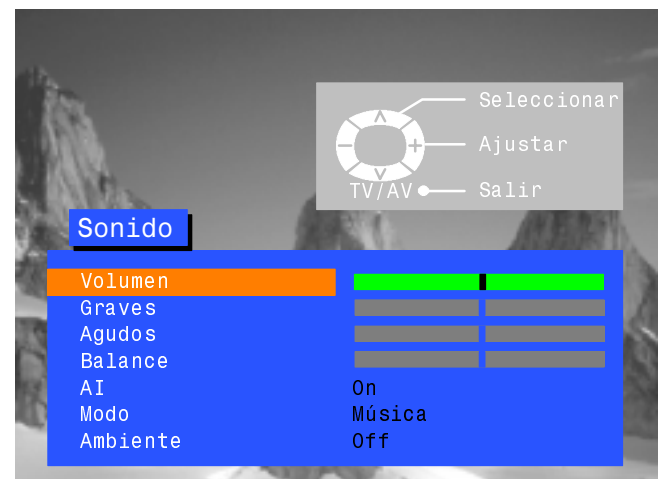 Seleccionar
Ajustar
TV/AV Salir
Sonido
Volumen
Graves
Agudos
Balance
AI On
Modo Música
Ambiente Off